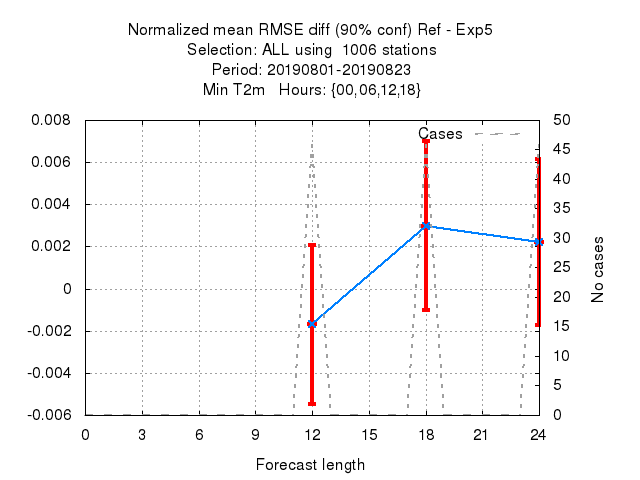 Normalized mean RMSE diff (90% conf) Ref - Exp5
Selection: ALL using  1006 stations
Period: 20190801-20190823
Min T2m   Hours: {00,06,12,18}
Cases
0.008
0.006
0.004
0.002
0
-0.002
-0.004
-0.006
50
45
40
35
30
25
20
15
10
5
0
No cases
0 3 6 9 12 15 18 21 24
Forecast length